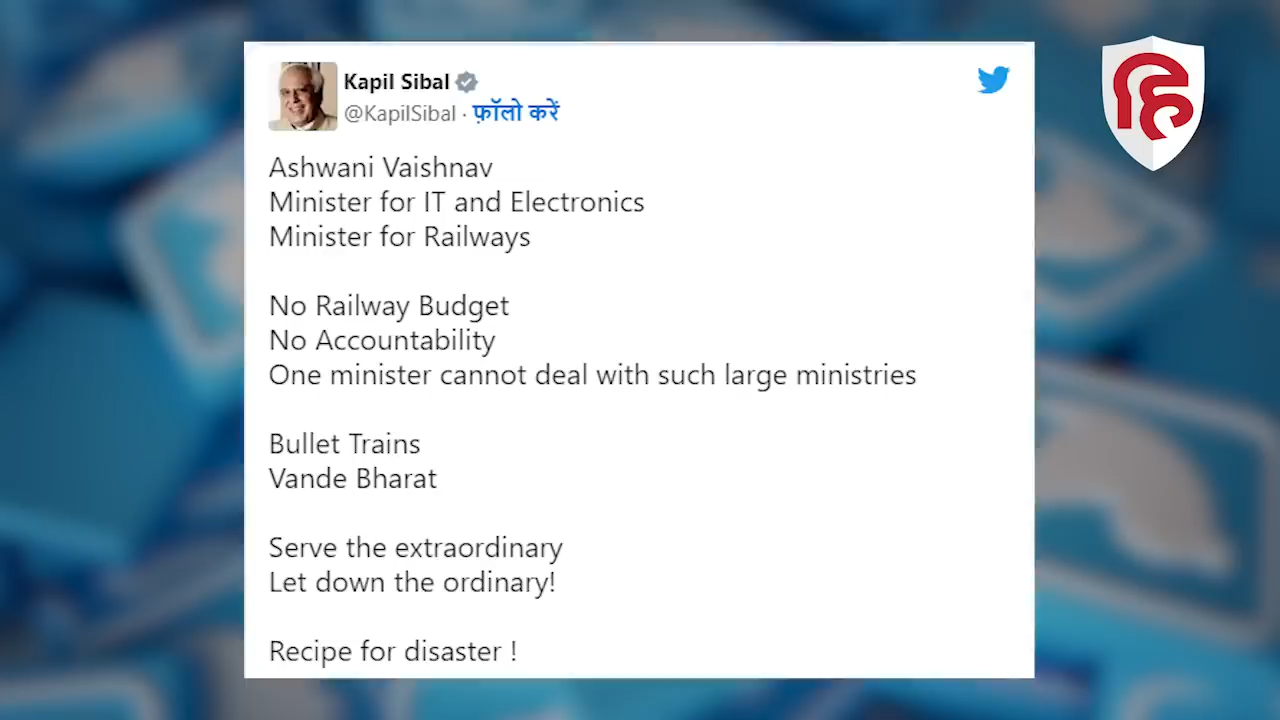 Kapil Sibal
@KapilSibal · फ़ॉलो करें
Ashwani Vaishnav
Minister for IT and Electronics
Minister for Railways
No Railway Budget
No Accountability
One minister cannot deal with such large ministries
Bullet Trains
Vande Bharat
Serve the extraordinary
Let down the ordinary!
Recipe for disaster !
हि